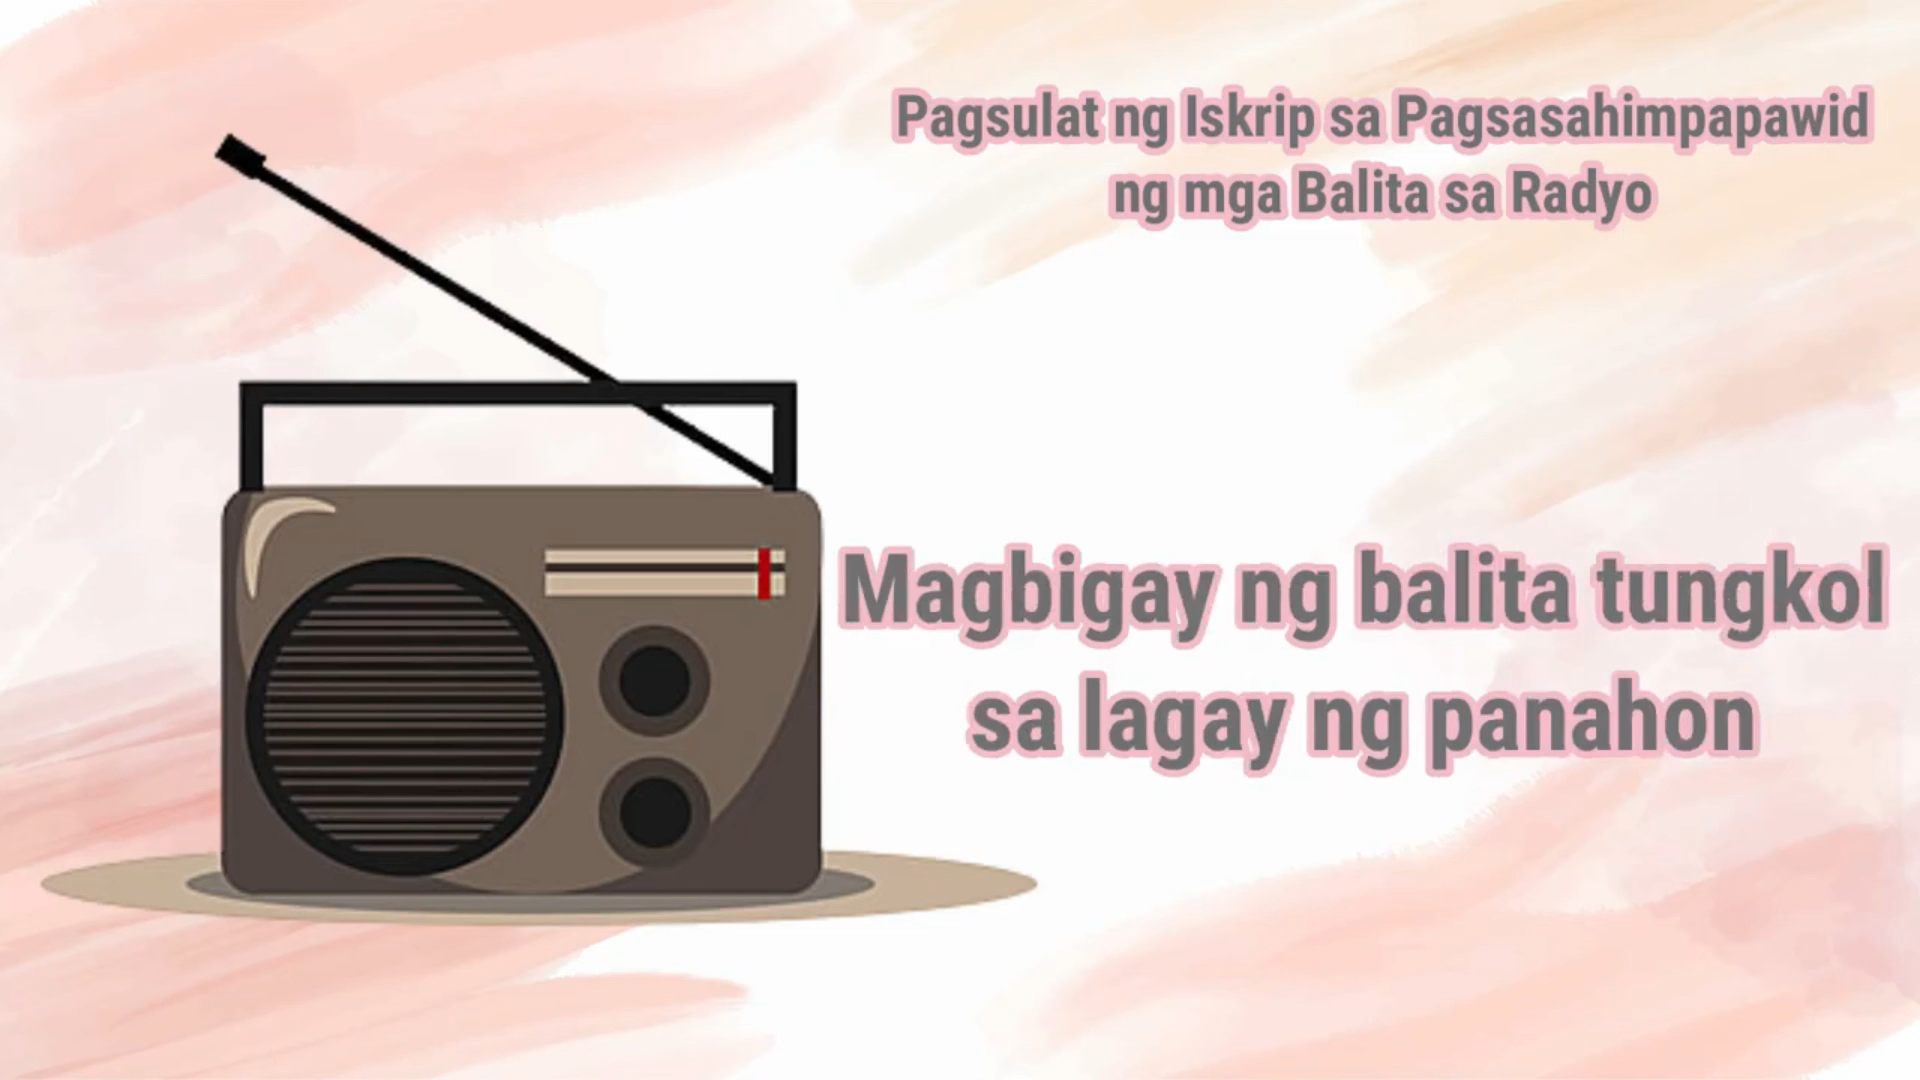 Pagsulat ng Iskrip sa Pagsasahimpapawid
ng mga Balita sa Radyo
Magbigay ng balita tungkol
sa lagay ng panahon